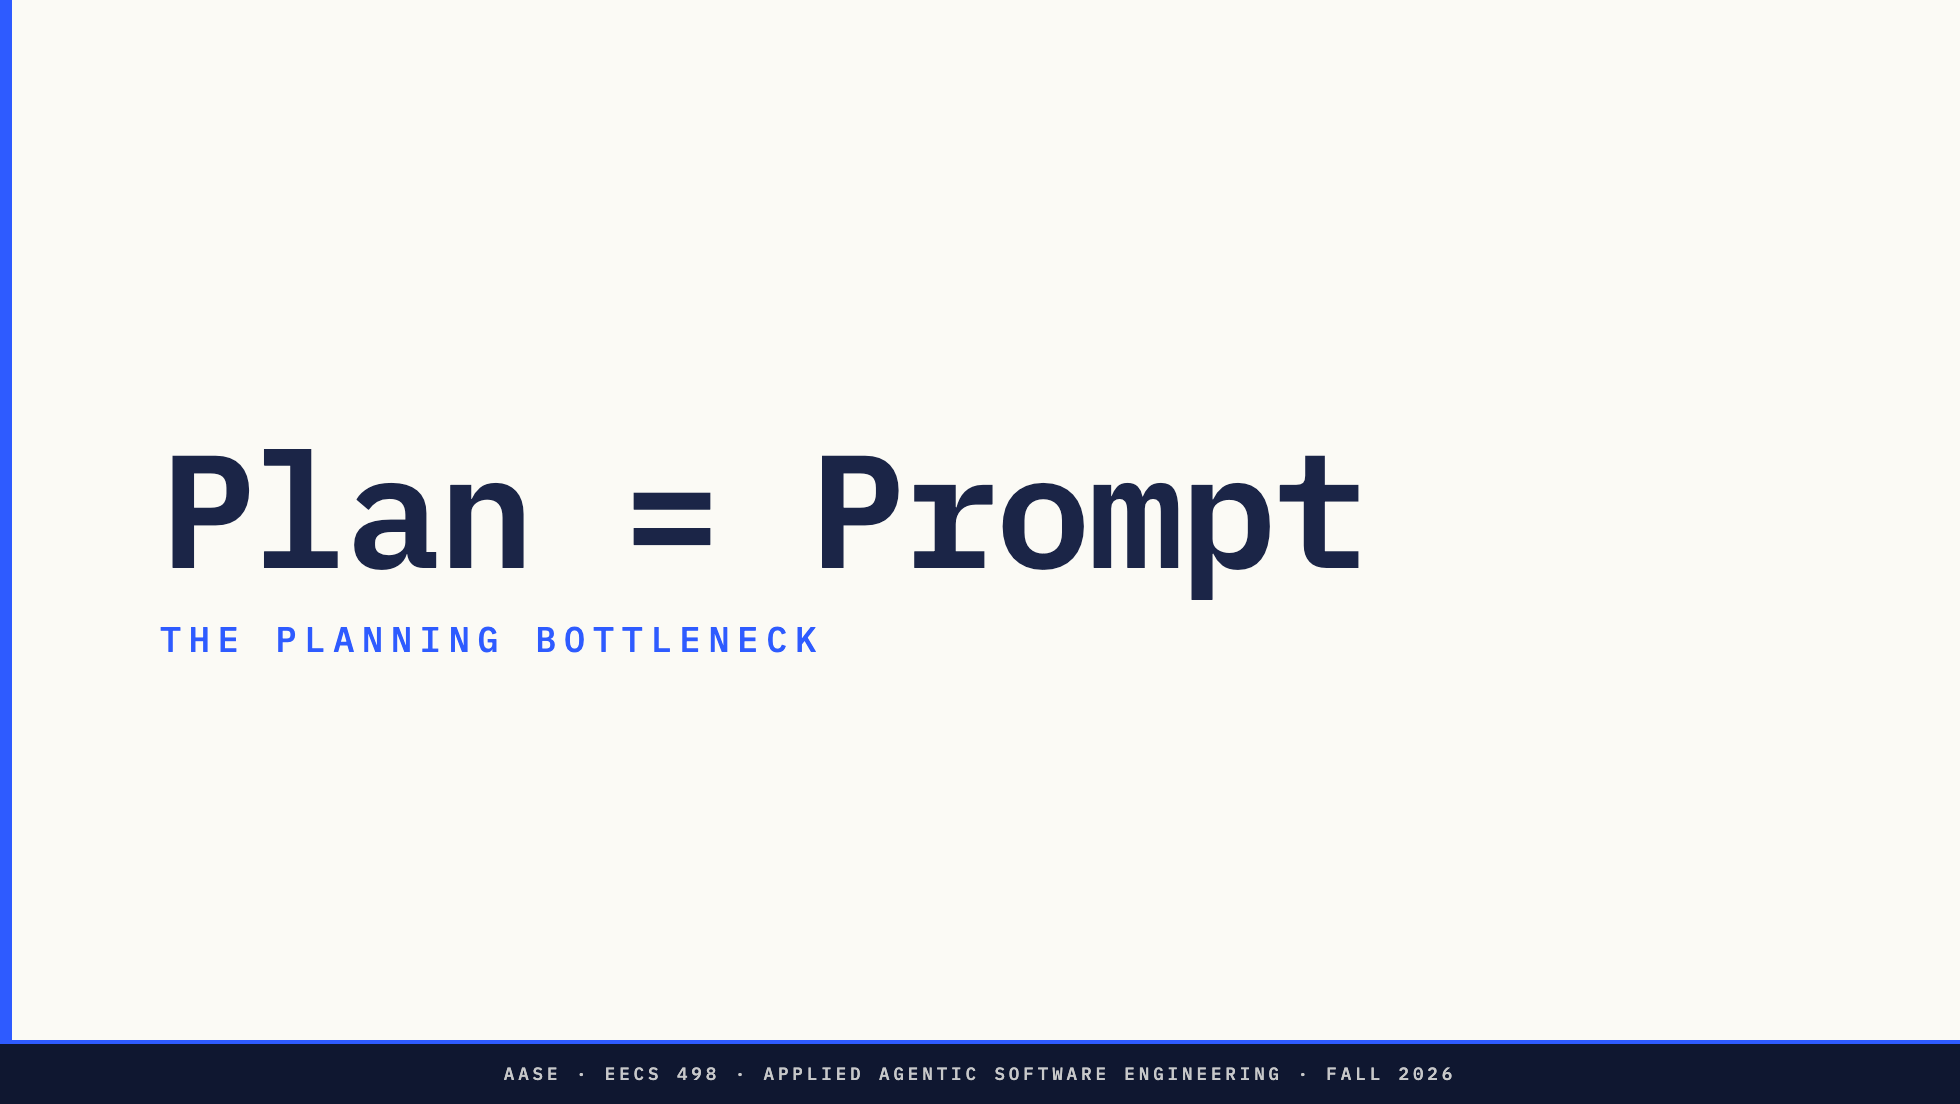 Plan = Prompt
THE PLANNING BOTTLENECK
AASE · EECS 498 · APPLIED AGENTIC SOFTWARE ENGINEERING · FALL 2026